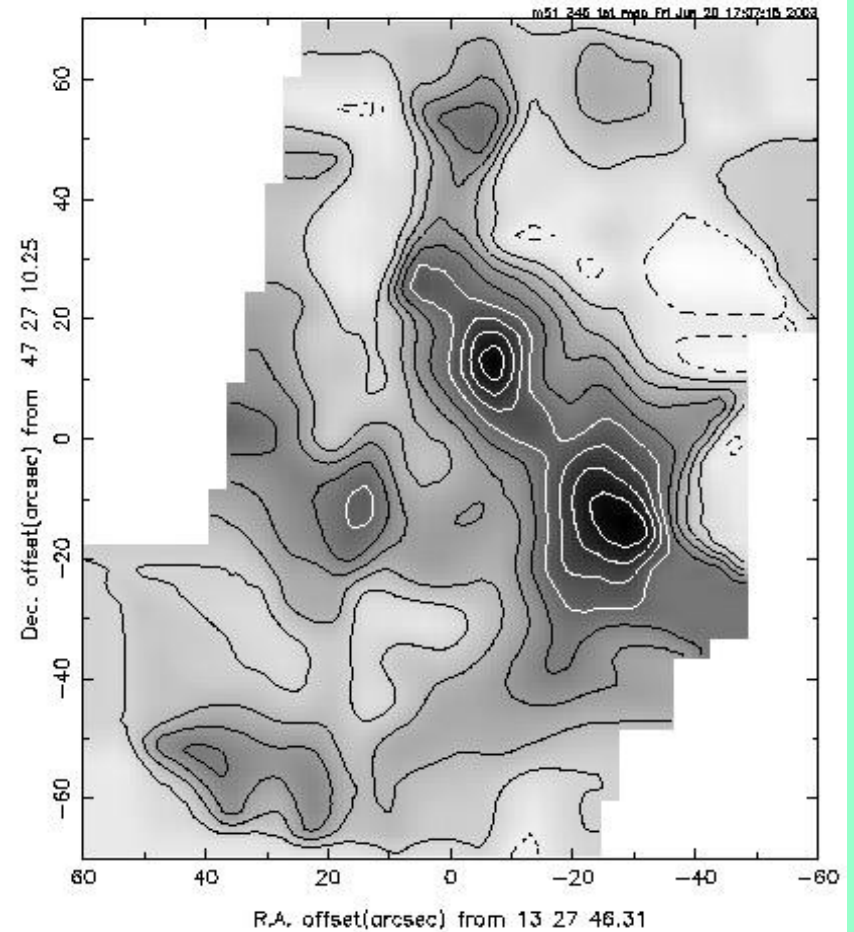 m51 345 1st map Fri Jun 20 17:07:15 2003
60
40
20
0
−20
−40
−60
Dec. offset(arcsec) from 47 27 10.25
60 40 20 0 −20 −40 −60
R.A. offset(arcsec) from 13 27 46.31